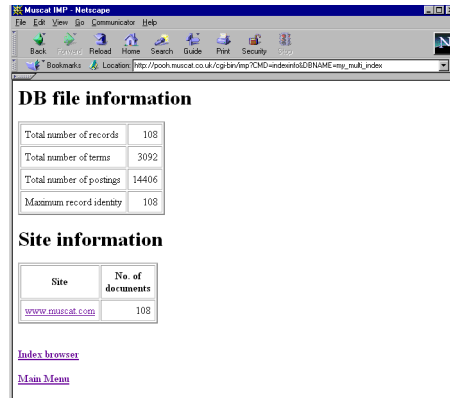 Muscat IMP - Netscape
File Edit View Go Communicator Help
Back Forward Reload Home Search Guide Print Security Stop
Bookmarks Location: http://pooh.muscat.co.uk/cgi-bin/imp?CMD=indexinfo&DBNAME=my_multi_index
DB file information
Total number of records 108
Total number of terms 3092
Total number of postings 14406
Maximum record identity 108
Site information
Site No. of
documents
www.muscat.com 108
Index browser
Main Menu